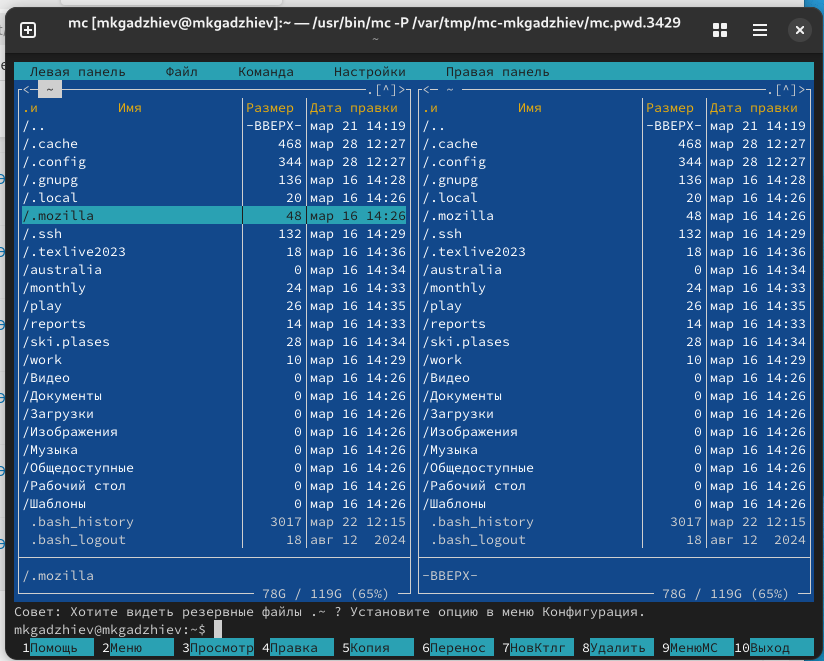 mc [mkgadzhiev@mkgadzhiev]:~ — /usr/bin/mc -P /var/tmp/mc-mkgadzhiev/mc.pwd.3429
~
Левая панель Файл Команда Настройки Правая панель
<─ ~ .[^]> <─ ~ .[^]>
.и Имя Размер Дата правки .и Имя Размер Дата правки
/.. -ВВЕРХ- мар 21 14:19 /.. -ВВЕРХ- мар 21 14:19
/.cache 468 мар 28 12:27 /.cache 468 мар 28 12:27
/.config 344 мар 28 12:27 /.config 344 мар 28 12:27
/.gnupg 136 мар 16 14:28 /.gnupg 136 мар 16 14:28
/.local 20 мар 16 14:26 /.local 20 мар 16 14:26
/.mozilla 48 мар 16 14:26 /.mozilla 48 мар 16 14:26
/.ssh 132 мар 16 14:29 /.ssh 132 мар 16 14:29
/.texlive2023 18 мар 16 14:36 /.texlive2023 18 мар 16 14:36
/australia 0 мар 16 14:34 /australia 0 мар 16 14:34
/monthly 24 мар 16 14:33 /monthly 24 мар 16 14:33
/play 26 мар 16 14:35 /play 26 мар 16 14:35
/reports 14 мар 16 14:33 /reports 14 мар 16 14:33
/ski.plases 28 мар 16 14:34 /ski.plases 28 мар 16 14:34
/work 10 мар 16 14:29 /work 10 мар 16 14:29
/Видео 0 мар 16 14:26 /Видео 0 мар 16 14:26
/Документы 0 мар 16 14:26 /Документы 0 мар 16 14:26
/Загрузки 0 мар 16 14:26 /Загрузки 0 мар 16 14:26
/Изображения 0 мар 16 14:26 /Изображения 0 мар 16 14:26
/Музыка 0 мар 16 14:26 /Музыка 0 мар 16 14:26
/Общедоступные 0 мар 16 14:26 /Общедоступные 0 мар 16 14:26
/Рабочий стол 0 мар 16 14:26 /Рабочий стол 0 мар 16 14:26
/Шаблоны 0 мар 16 14:26 /Шаблоны 0 мар 16 14:26
.bash_history 3017 мар 22 12:15 .bash_history 3017 мар 22 12:15
.bash_logout 18 авг 12 2024 .bash_logout 18 авг 12 2024
/.mozilla -ВВЕРХ-
78G / 119G (65%) 78G / 119G (65%)
Совет: Хотите видеть резервные файлы .~ ? Установите опцию в меню Конфигурация.
mkgadzhiev@mkgadzhiev:~$
1Помощь 2Меню 3Просмотр 4Правка 5Копия 6Перенос 7НовКтлг 8Удалить 9МенюМС 10Выход